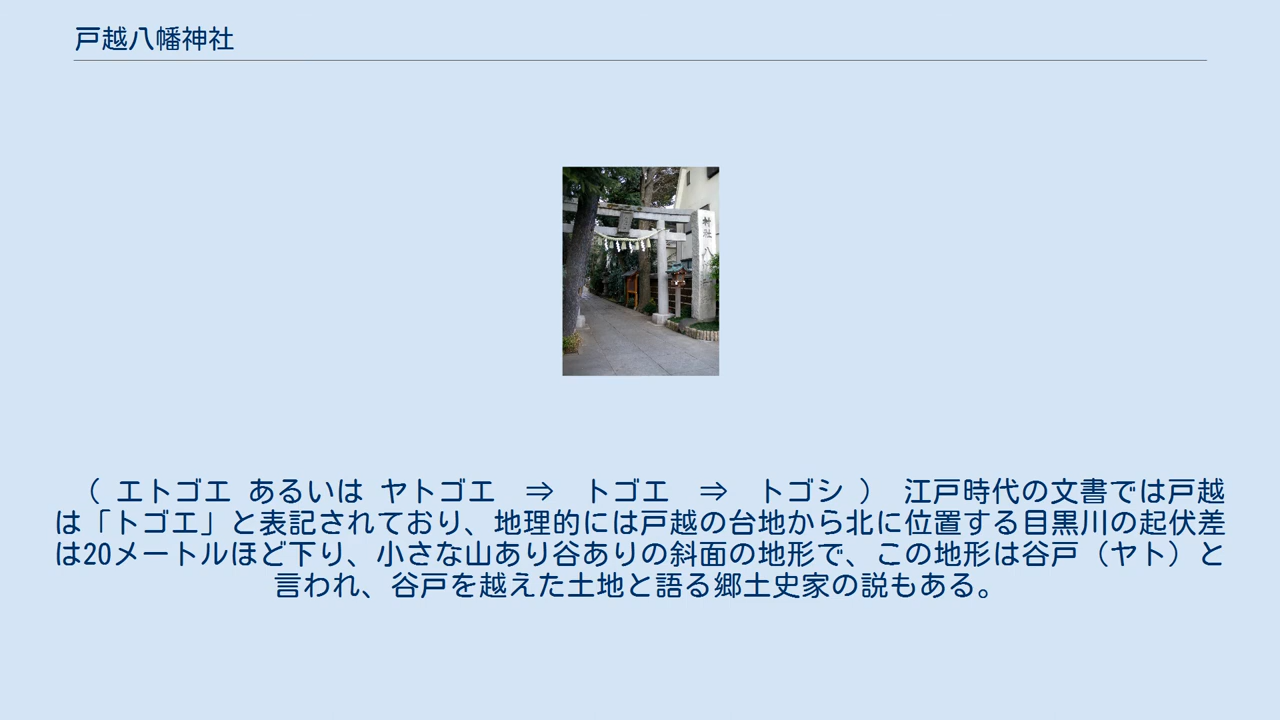 戸越八幡神社
神社 八
（ エトゴエ あるいは ヤトゴエ ⇒ トゴエ ⇒ トゴシ ） 江戸時代の文書では戸越
は「トゴエ」と表記されており、地理的には戸越の台地から北に位置する目黒川の起伏差
は20メートルほど下り、小さな山あり谷ありの斜面の地形で、この地形は谷戸（ヤト）と
言われ、谷戸を越えた土地と語る郷土史家の説もある。